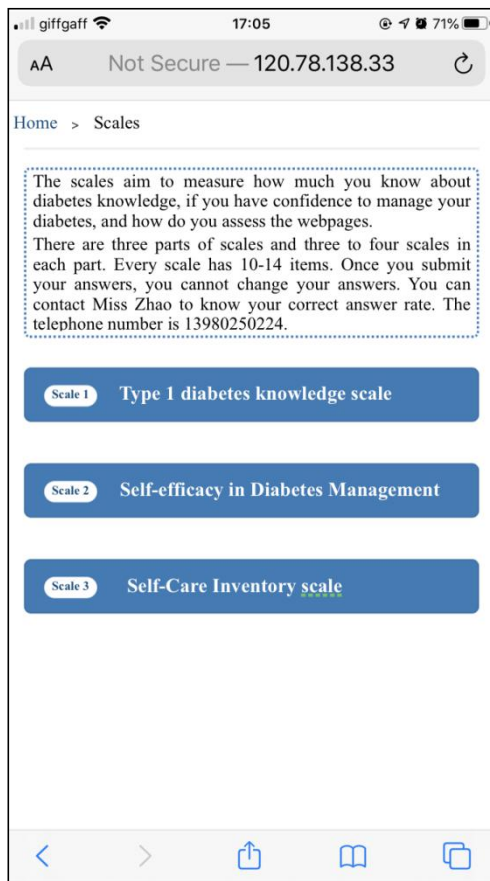 giffgaff 17:05 71%
AA Not Secure — 120.78.138.33
Home > Scales
The scales aim to measure how much you know about
diabetes knowledge, if you have confidence to manage your
diabetes, and how do you assess the webpages.
There are three parts of scales and three to four scales in
each part. Every scale has 10-14 items. Once you submit
your answers, you cannot change your answers. You can
contact Miss Zhao to know your correct answer rate. The
telephone number is 13980250224.
Scale 1 Type 1 diabetes knowledge scale
Scale 2 Self-efficacy in Diabetes Management
Scale 3 Self-Care Inventory scale